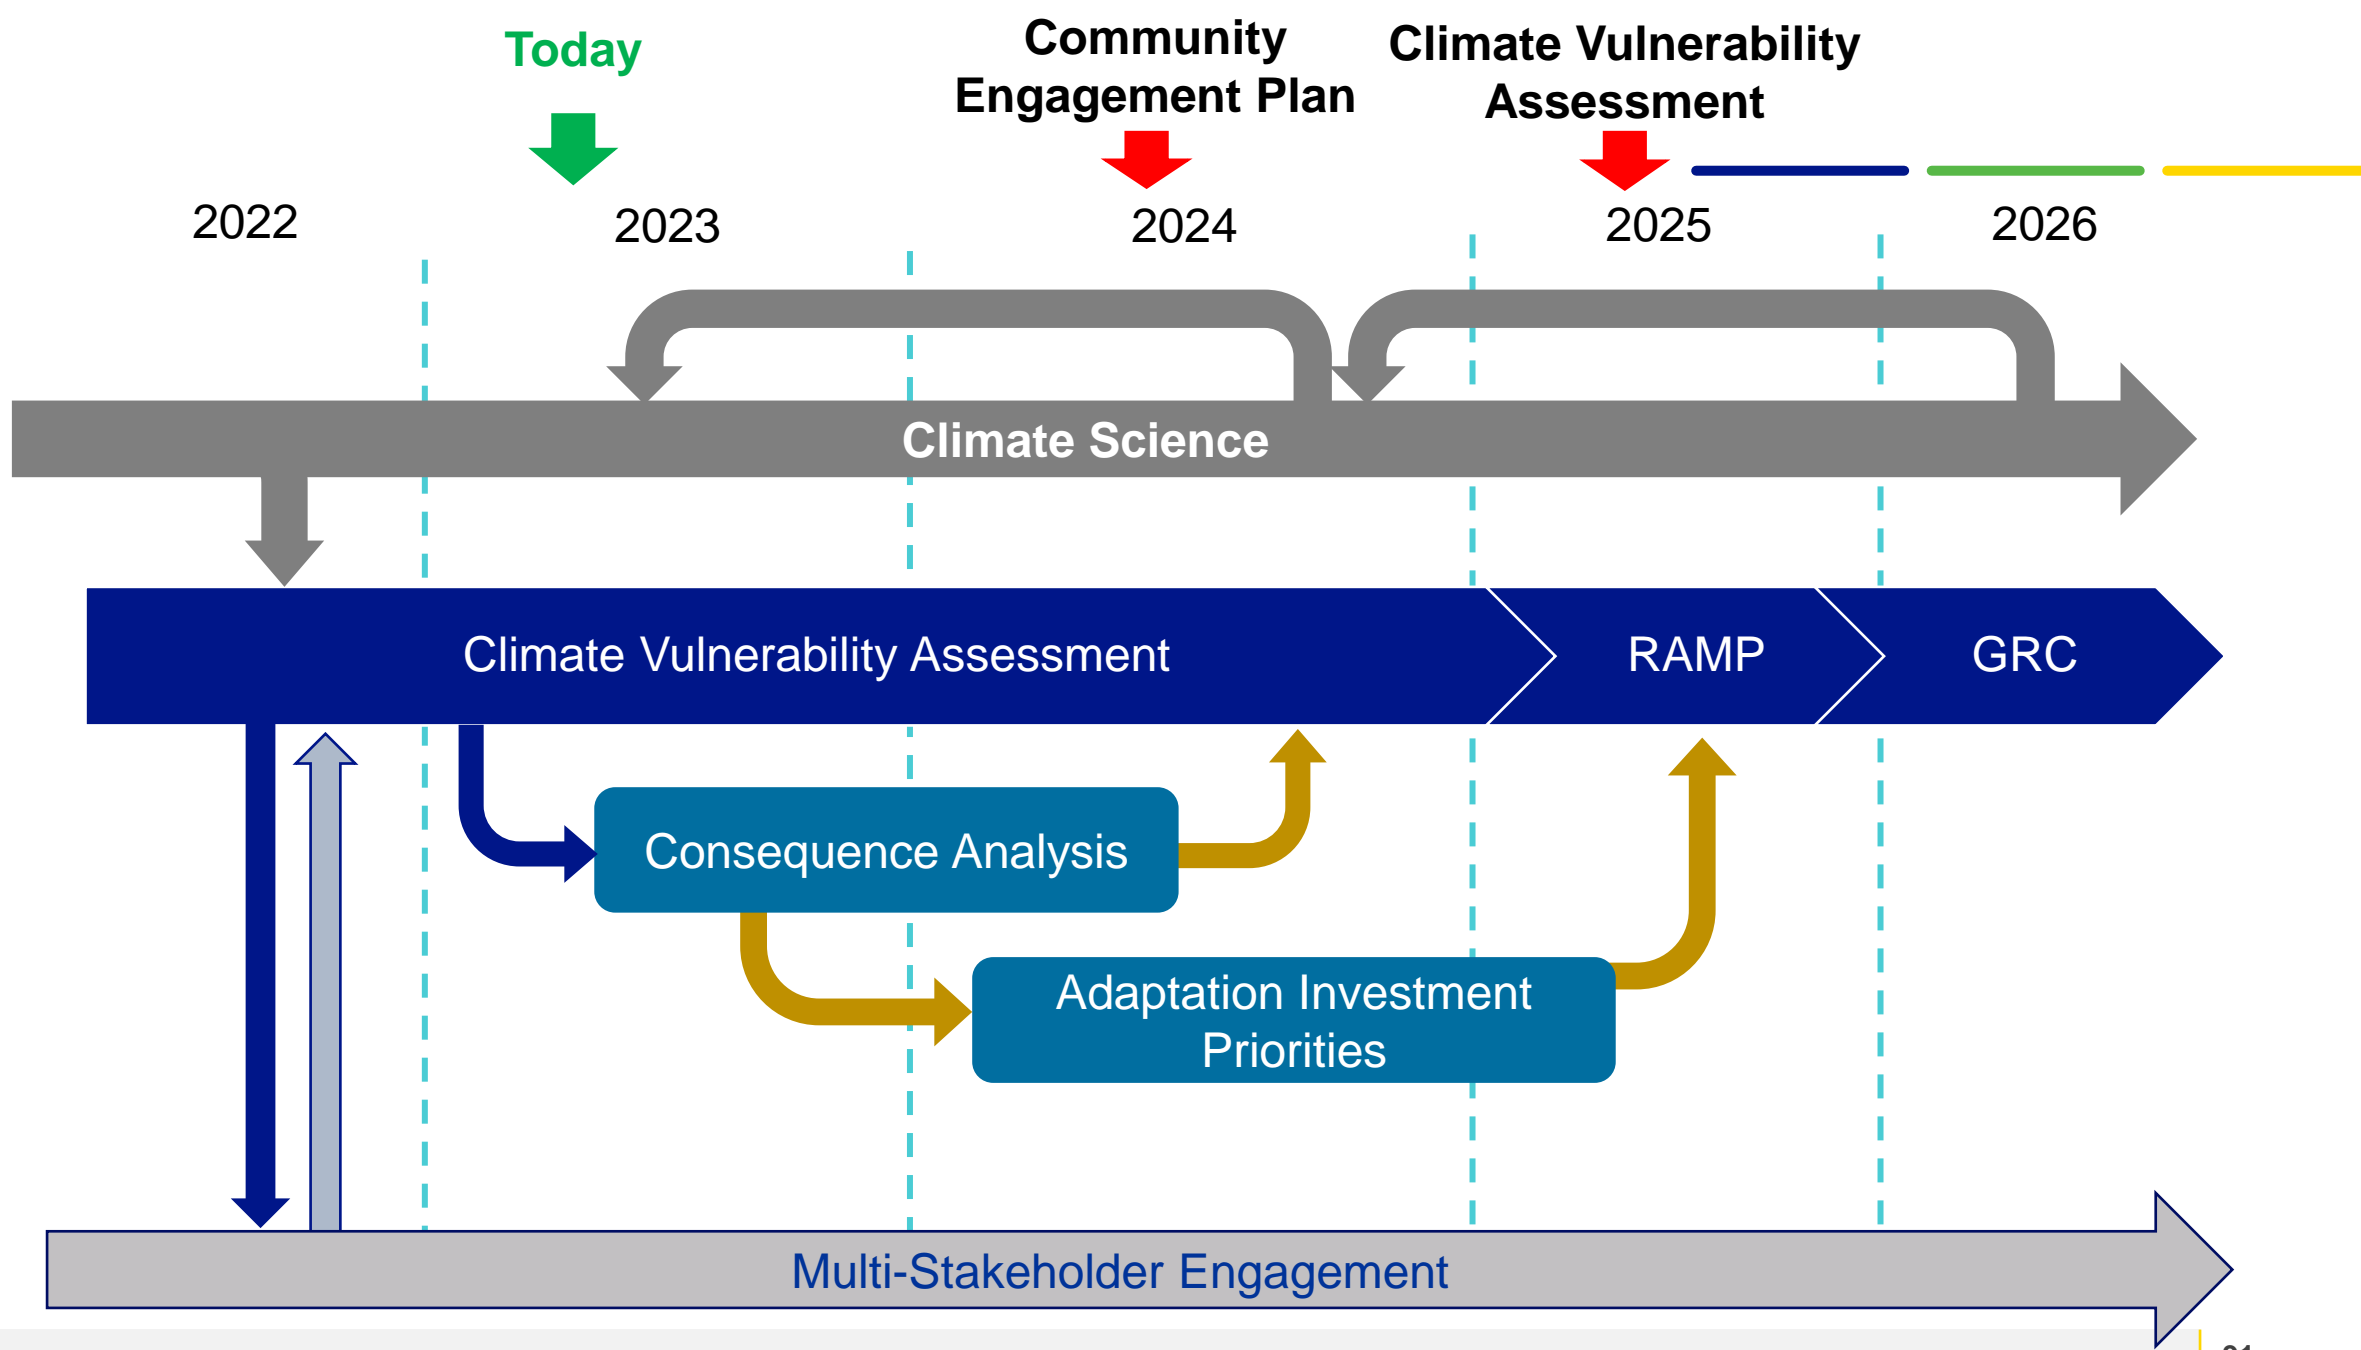 Today
Community
Engagement Plan
Climate Vulnerability
Assessment
2022
2023
2024
2025
2026
Climate Science
Climate Vulnerability Assessment
RAMP
GRC
Consequence Analysis
Adaptation Investment
Priorities
Multi-Stakeholder Engagement